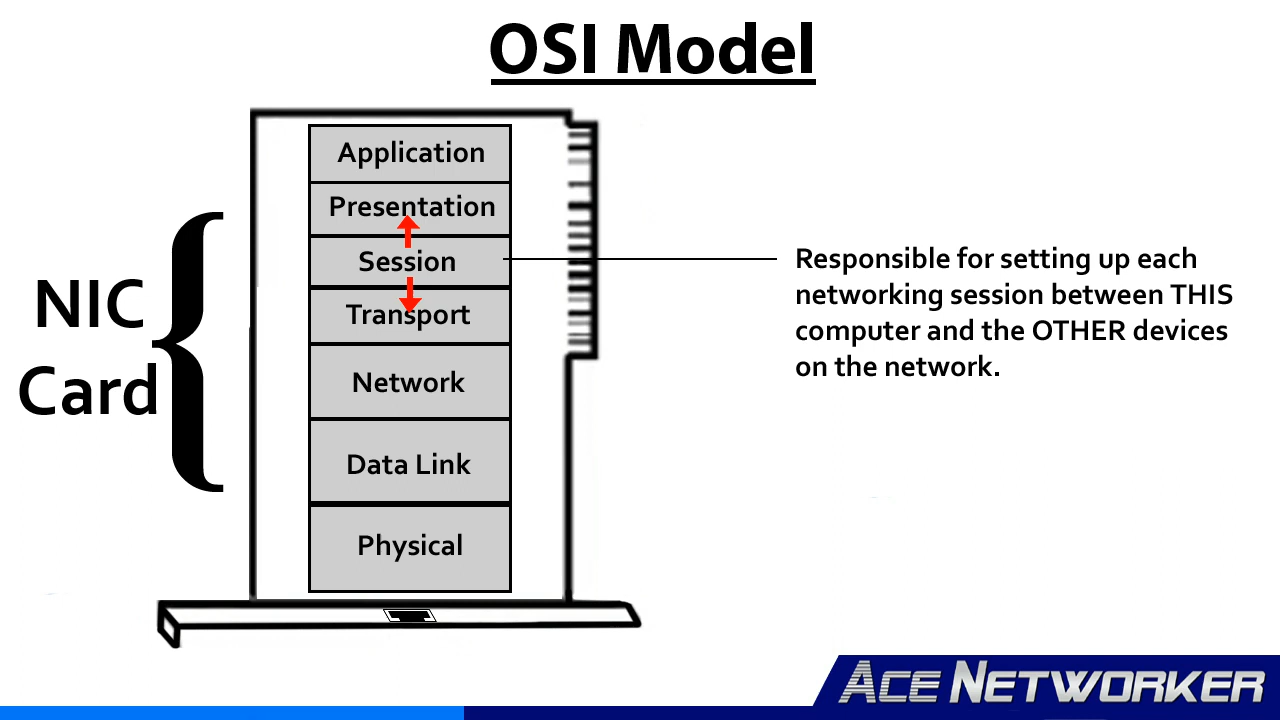 OSI Model
Application
Presentation
Session
Transport
Network
Data Link
Physical
NIC
Card
Responsible for setting up each
networking session between THIS
computer and the OTHER devices
on the network.
ACE NETWORKER